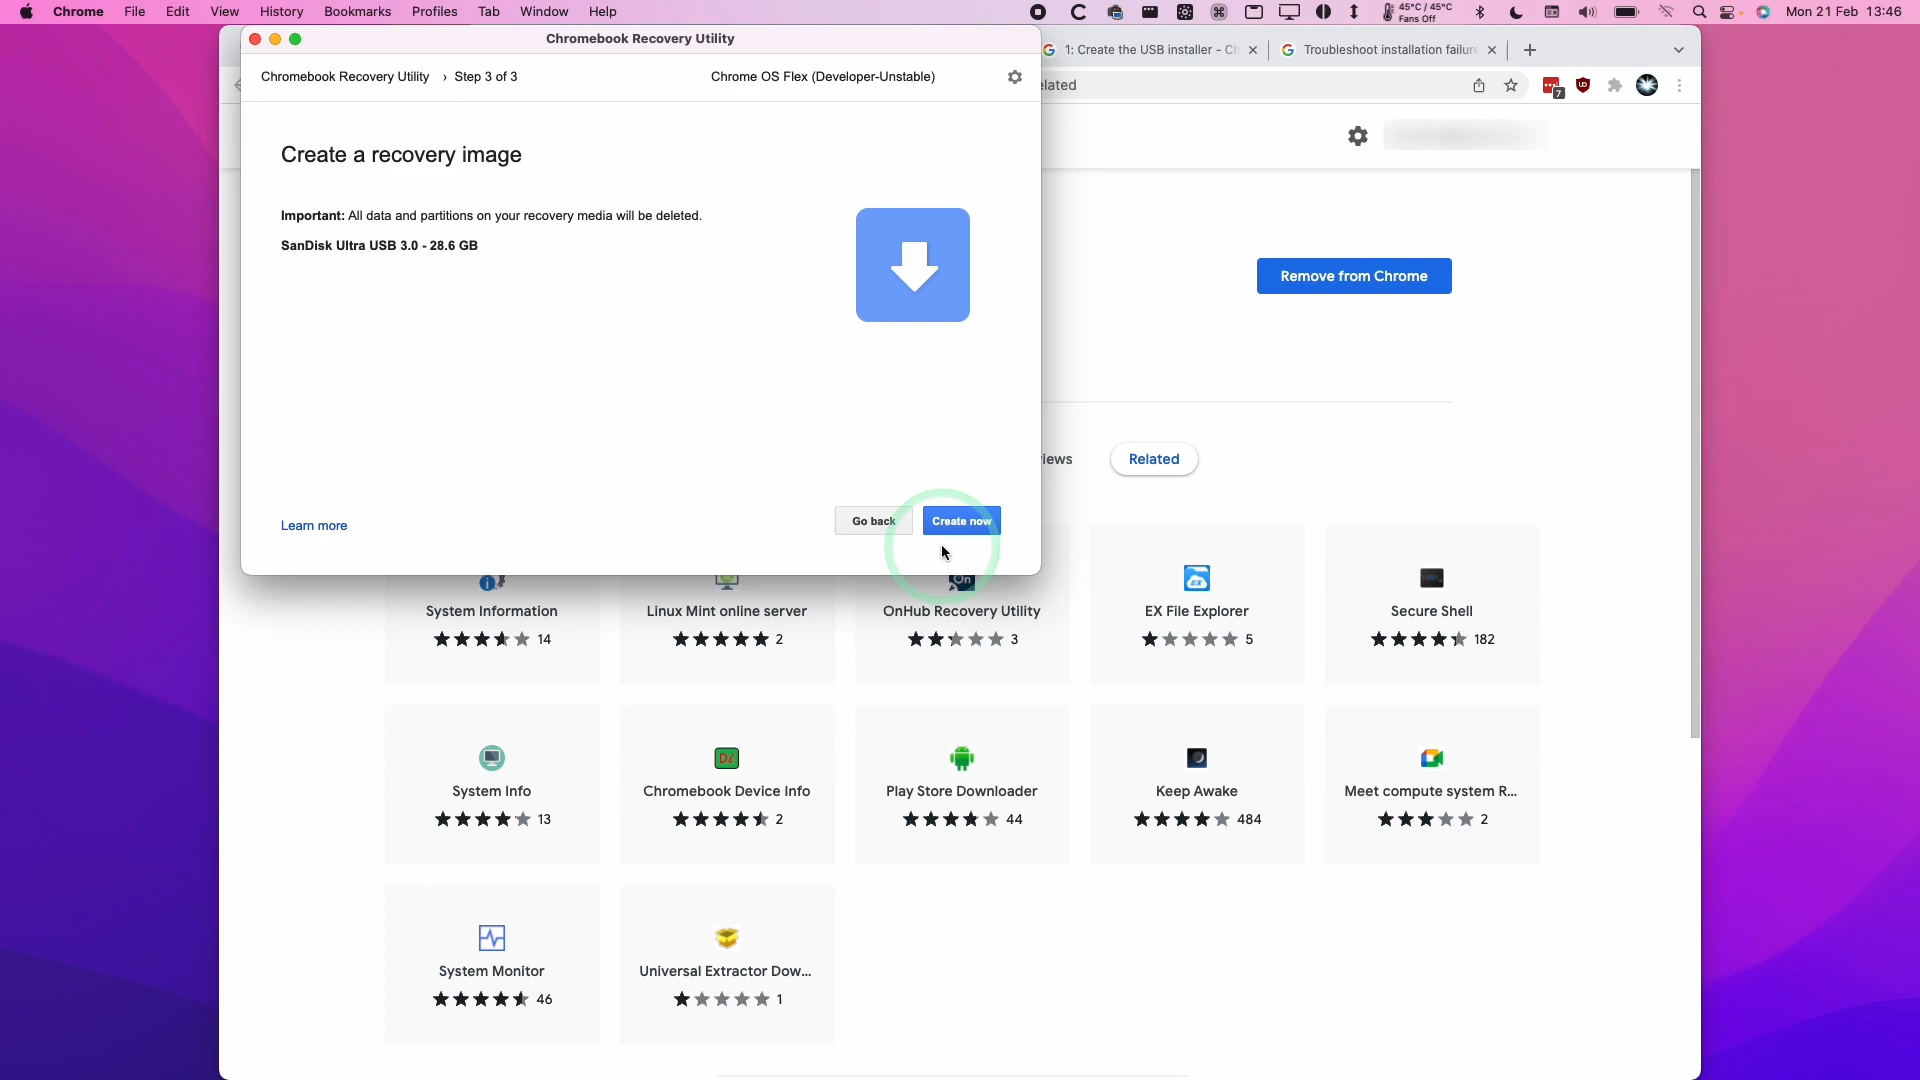 Chrome File Edit View History Bookmarks Profiles Tab Window Help
45°C / 45°C
Fans Off
Mon 21 Feb 13:46
Chromebook Recovery Utility
1: Create the USB installer - Ch
Troubleshoot installation failure
Chromebook Recovery Utility › Step 3 of 3
Chrome OS Flex (Developer-Unstable)
elated
7
Create a recovery image
Important: All data and partitions on your recovery media will be deleted.
SanDisk Ultra USB 3.0 - 28.6 GB
Remove from Chrome
iews
Related
Learn more
Go back
Create now
On
EX
System Information
Linux Mint online server
OnHub Recovery Utility
EX File Explorer
Secure Shell
14
2
3
5
182
System Info
Chromebook Device Info
Play Store Downloader
Keep Awake
Meet compute system R...
13
2
44
484
2
System Monitor
Universal Extractor Dow...
46
1